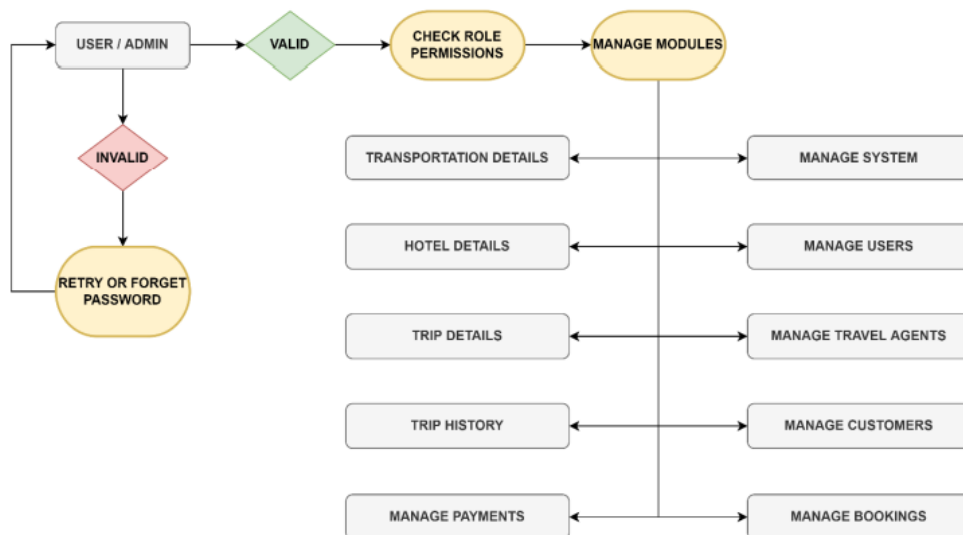 USER / ADMIN
VALID
CHECK ROLE
PERMISSIONS
MANAGE MODULES
INVALID
RETRY OR FORGET
PASSWORD
TRANSPORTATION DETAILS
MANAGE SYSTEM
HOTEL DETAILS
MANAGE USERS
TRIP DETAILS
MANAGE TRAVEL AGENTS
TRIP HISTORY
MANAGE CUSTOMERS
MANAGE PAYMENTS
MANAGE BOOKINGS